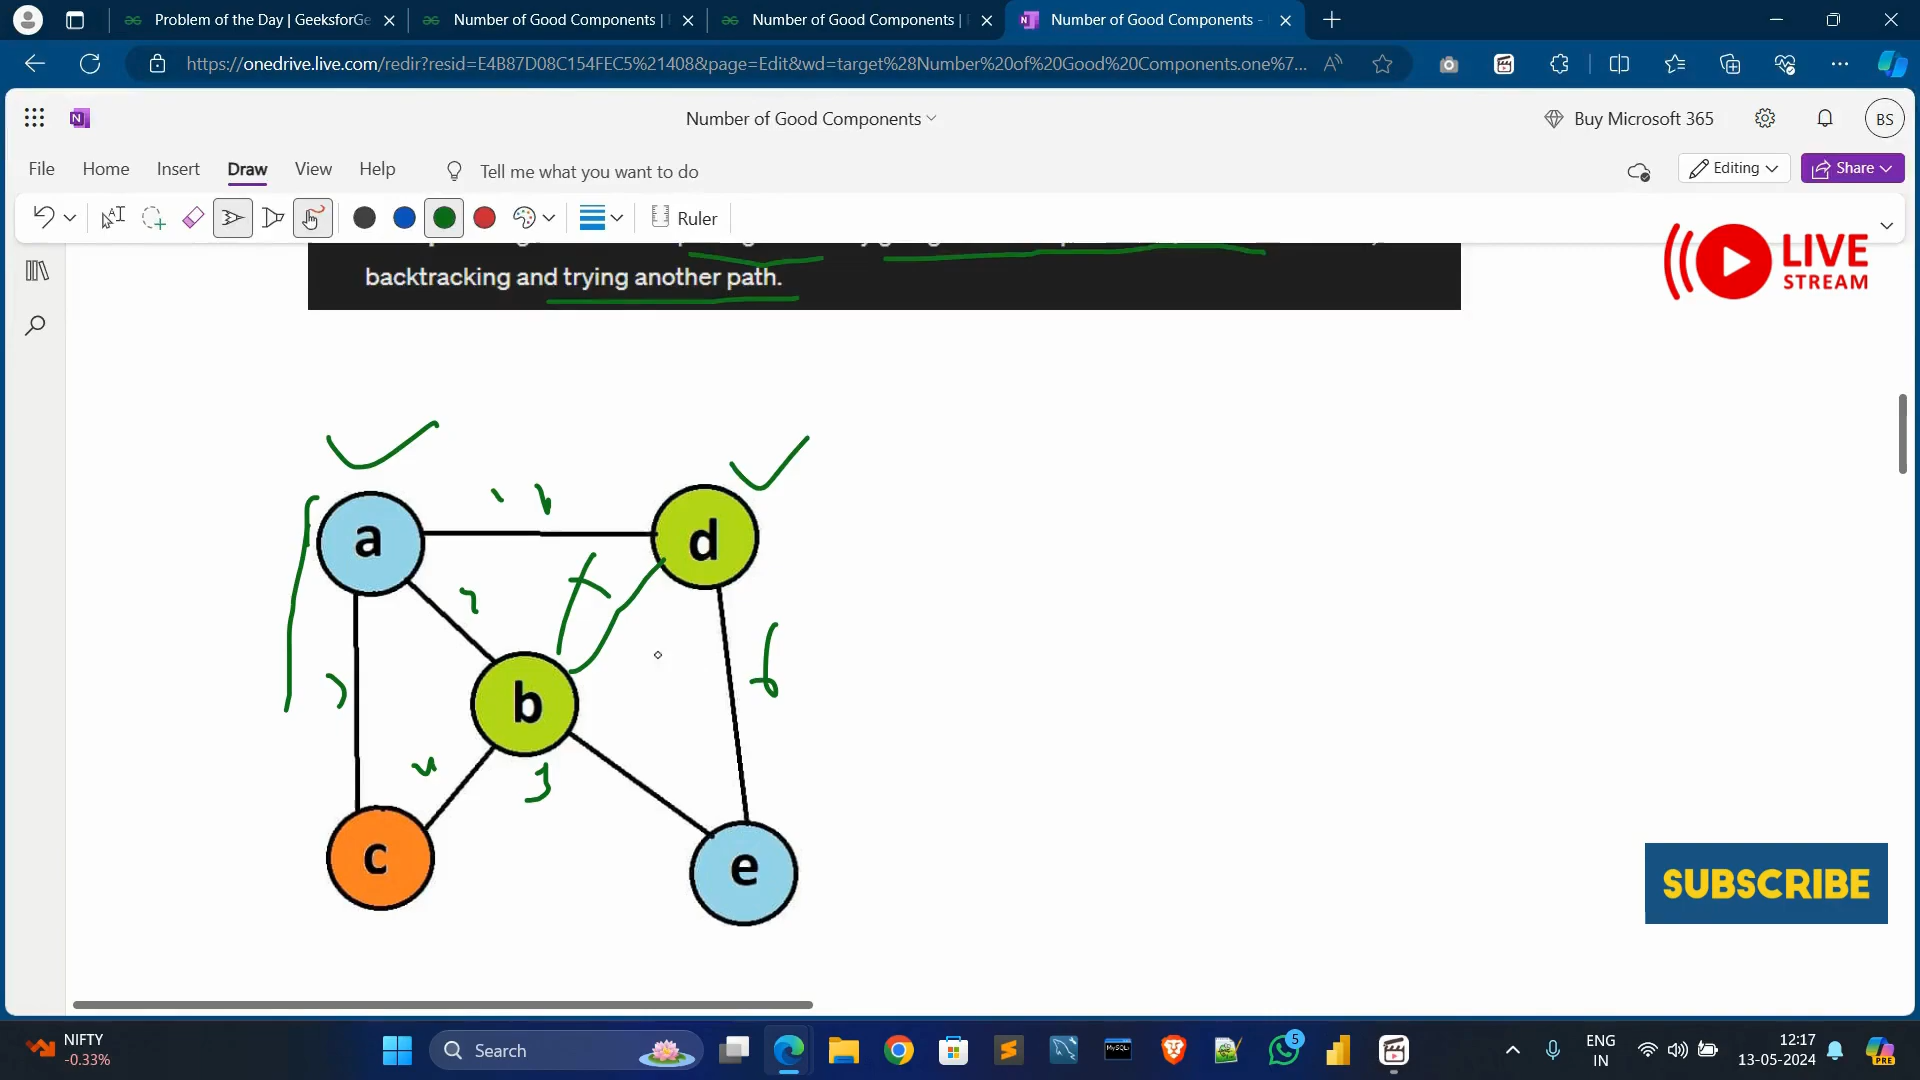 Problem of the Day | GeeksforGe
Number of Good Components |
Number of Good Components |
Number of Good Components -
https://onedrive.live.com/redir?resid=E4B87D08C154FEC5%21408&page=Edit&wd=target%28Number%20of%20Good%20Components.one%7...
Number of Good Components
Buy Microsoft 365
BS
File
Home
Insert
Draw
View
Help
Tell me what you want to do
Editing
Share
Ruler
LIVE
STREAM
backtracking and trying another path.
a
d
b
c
e
SUBSCRIBE
NIFTY
-0.33%
Search
5
ENG
IN
12:17
13-05-2024
PRE